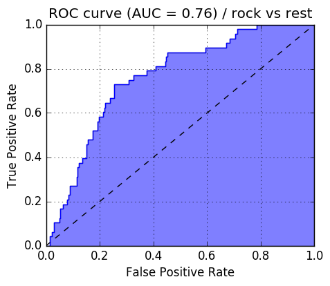 ROC curve (AUC = 0.76) / rock vs rest
1.0
0.8
0.6
0.4
0.2
0.0
True Positive Rate
0.0 0.2 0.4 0.6 0.8 1.0
False Positive Rate